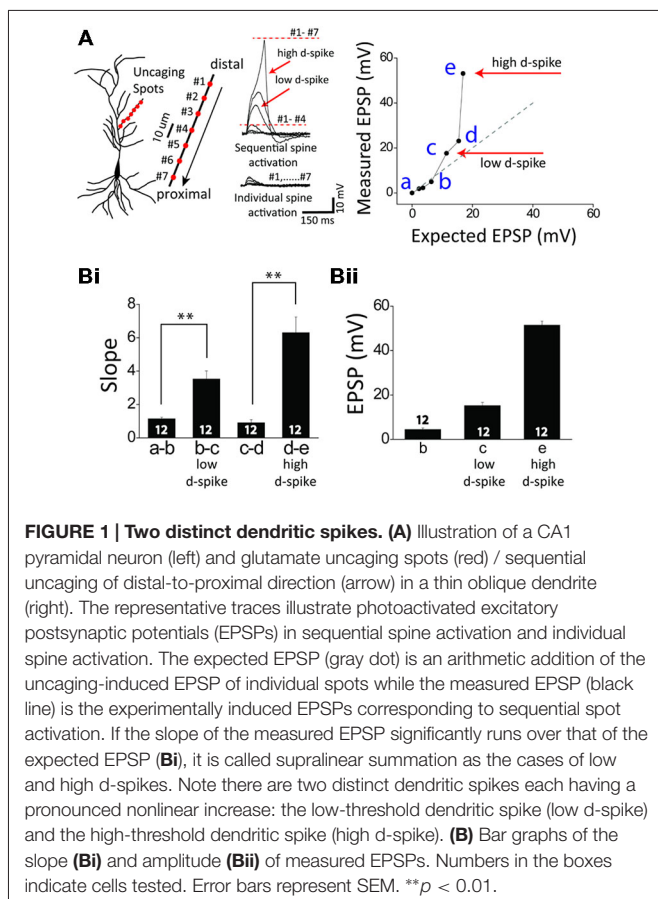 A
Uncaging
Spots
distal
#1
#2
#3
#4
#5
#6
#7
10 um
proximal
#1- #7
high d-spike
low d-spike
#1- #4
Sequential spine
activation
#1,......#7
Individual spine
activation
150 ms
10 mV
Measured EPSP (mV)
60
40
20
0
0
20
40
60
Expected EPSP (mV)
a
b
c
d
e
high d-spike
low d-spike
Bi
Slope
8
6
4
2
0
**
**
12
12
12
12
a-b
b-c
c-d
d-e
low
d-spike
high
d-spike
Bii
EPSP (mV)
60
40
20
0
12
12
12
b
c
e
low
d-spike
high
d-spike
FIGURE 1 | Two distinct dendritic spikes. (A) Illustration of a CA1
pyramidal neuron (left) and glutamate uncaging spots (red) / sequential
uncaging of distal-to-proximal direction (arrow) in a thin oblique dendrite
(right). The representative traces illustrate photoactivated excitatory
postsynaptic potentials (EPSPs) in sequential spine activation and individual
spine activation. The expected EPSP (gray dot) is an arithmetic addition of the
uncaging-induced EPSP of individual spots while the measured EPSP (black
line) is the experimentally induced EPSPs corresponding to sequential spot
activation. If the slope of the measured EPSP significantly runs over that of the
expected EPSP (Bi), it is called supralinear summation as the cases of low
and high d-spikes. Note there are two distinct dendritic spikes each having a
pronounced nonlinear increase: the low-threshold dendritic spike (low d-spike)
and the high-threshold dendritic spike (high d-spike). (B) Bar graphs of the
slope (Bi) and amplitude (Bii) of measured EPSPs. Numbers in the boxes
indicate cells tested. Error bars represent SEM. **p < 0.01.